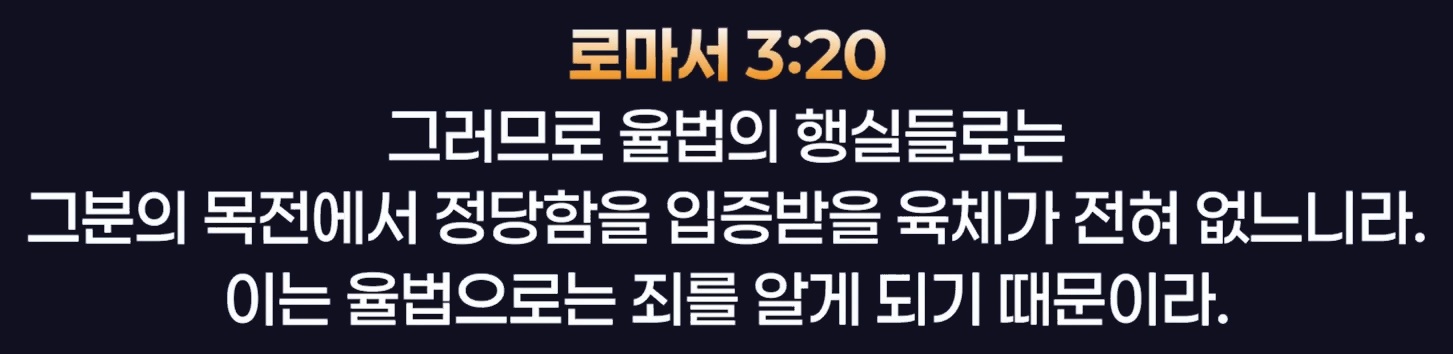 로마서 3:20
그러므로 율법의 행실들로는
그분의 목전에서 정당함을 입증받을 육체가 전혀 없느니라.
이는 율법으로는 죄를 알게 되기 때문이라.